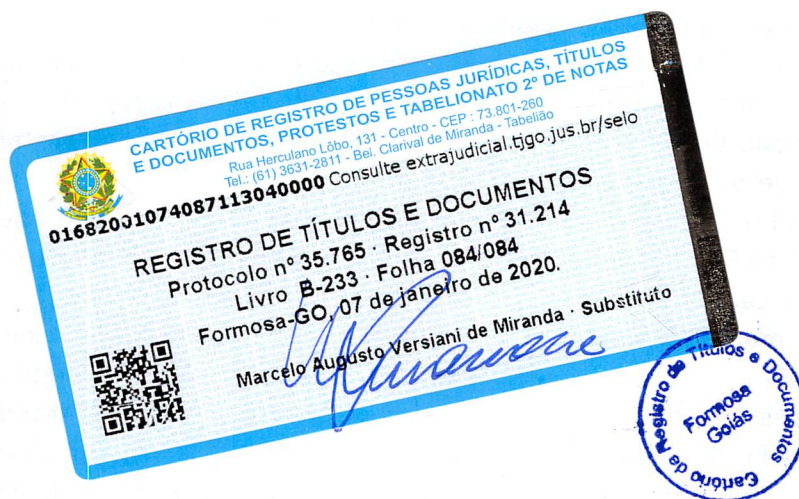 CARTÓRIO DE REGISTRO DE PESSOAS JURÍDICAS, TÍTULOS
E DOCUMENTOS, PROTESTOS E TABELIONATO 2º DE NOTAS
Rua Herculano Lôbo, 131 - Centro - CEP : 73.801-260
Tel.: (61) 3631-2811 - Bel. Clarival de Miranda - Tabelião
01682001074087113040000 Consulte extrajudicial.tjgo.jus.br/selo
REGISTRO DE TÍTULOS E DOCUMENTOS
Protocolo nº 35.765 · Registro nº 31.214
Livro B-233 · Folha 084/084
Formosa-GO, 07 de janeiro de 2020.
Marcelo Augusto Versiani de Miranda · Substituto
Cartório de Registro de Títulos e Documentos
Formosa
Goiás